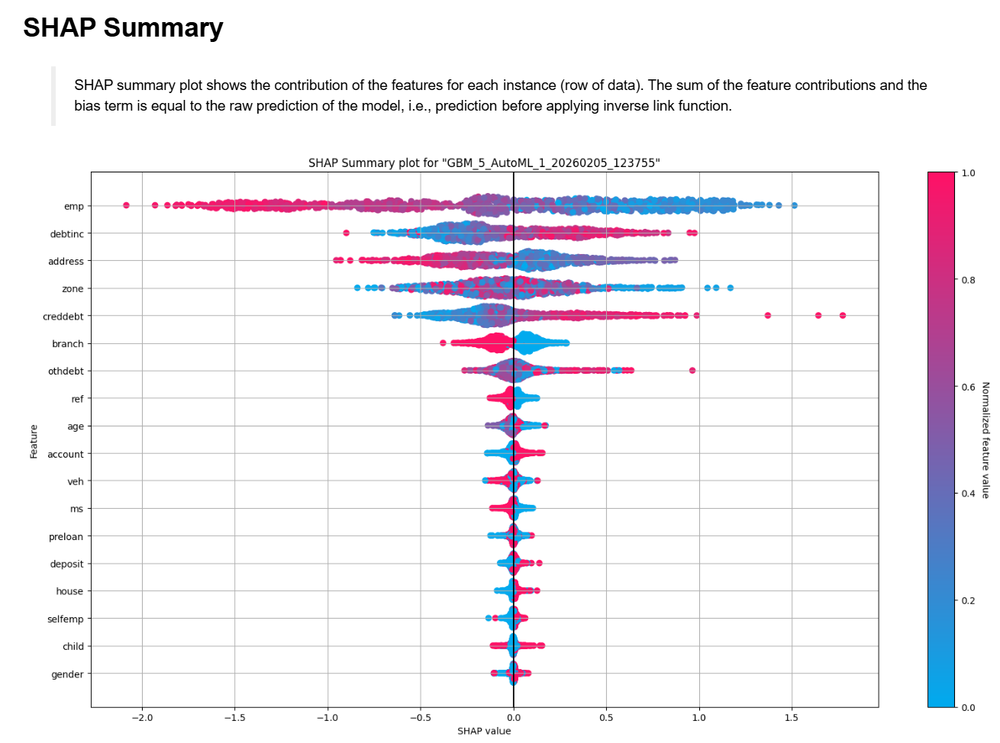 SHAP Summary
SHAP summary plot shows the contribution of the features for each instance (row of data). The sum of the feature contributions and the
bias term is equal to the raw prediction of the model, i.e., prediction before applying inverse link function.
SHAP Summary plot for "GBM_5_AutoML_1_20260205_123755"
emp
debtinc
address
zone
creddebt
branch
othdebt
ref
age
account
veh
ms
preloan
deposit
house
selfemp
child
gender
Feature
−2.0 −1.5 −1.0 −0.5 0.0 0.5 1.0 1.5
SHAP value
1.0
0.8
0.6
0.4
0.2
0.0
Normalized feature value